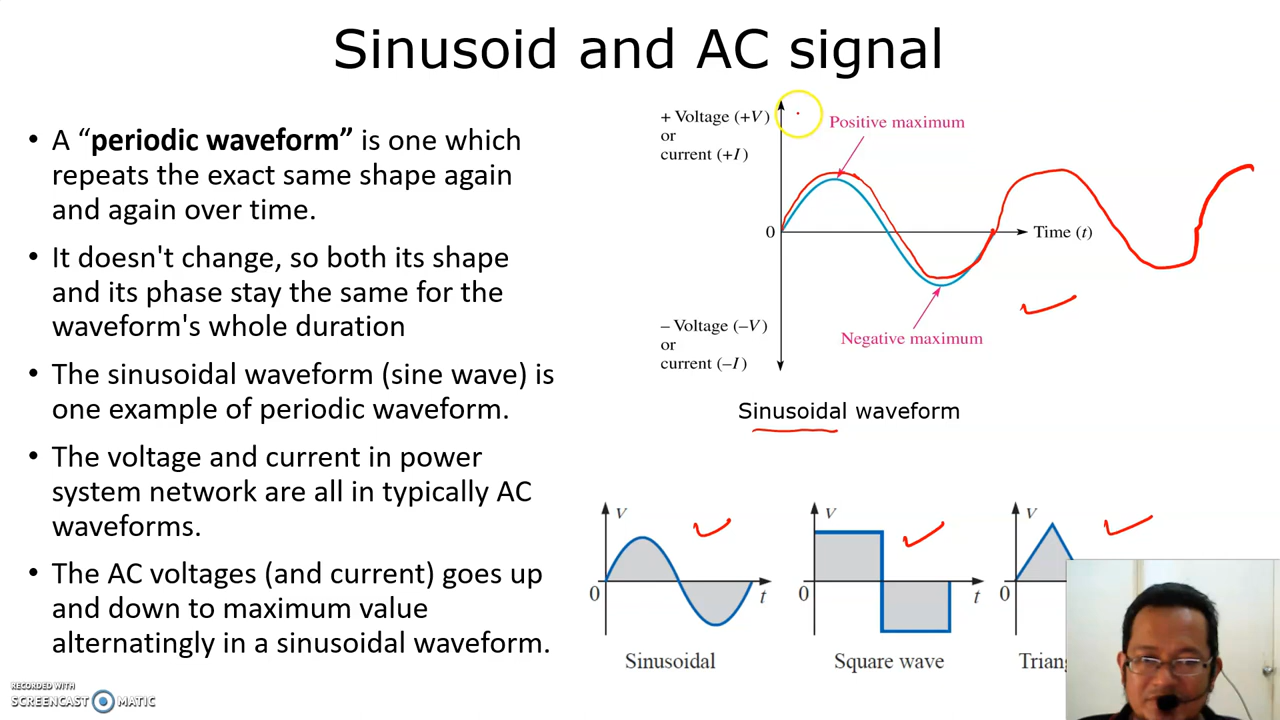 Sinusoid and AC signal
• A “periodic waveform” is one which
repeats the exact same shape again
and again over time.
• It doesn't change, so both its shape
and its phase stay the same for the
waveform's whole duration
• The sinusoidal waveform (sine wave) is
one example of periodic waveform.
• The voltage and current in power
system network are all in typically AC
waveforms.
• The AC voltages (and current) goes up
and down to maximum value
alternatingly in a sinusoidal waveform.
+ Voltage (+V)
or
current (+I)
Positive maximum
0
Time (t)
– Voltage (–V)
or
current (–I)
Negative maximum
Sinusoidal waveform
V
0
t
Sinusoidal
V
0
t
Square wave
V
0
RECORDED WITH
SCREENCAST MATIC